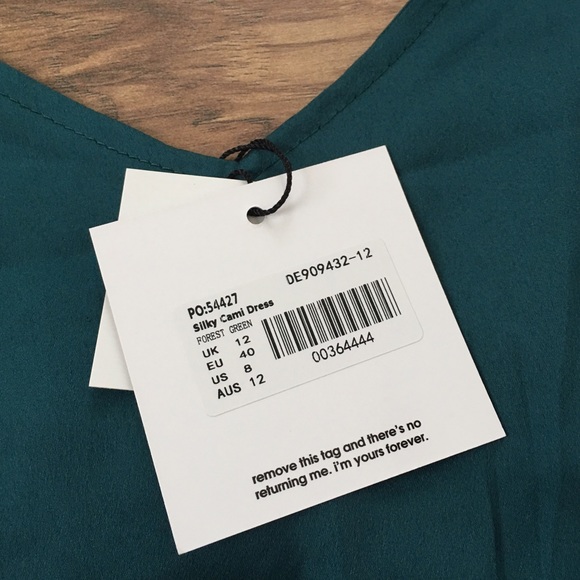 PO:54427
DE909432-12
Silky Cami Dress
FOREST GREEN
UK 12
EU 40
US 8
AUS 12
00364444
remove this tag and there's no
returning me. i'm yours forever.